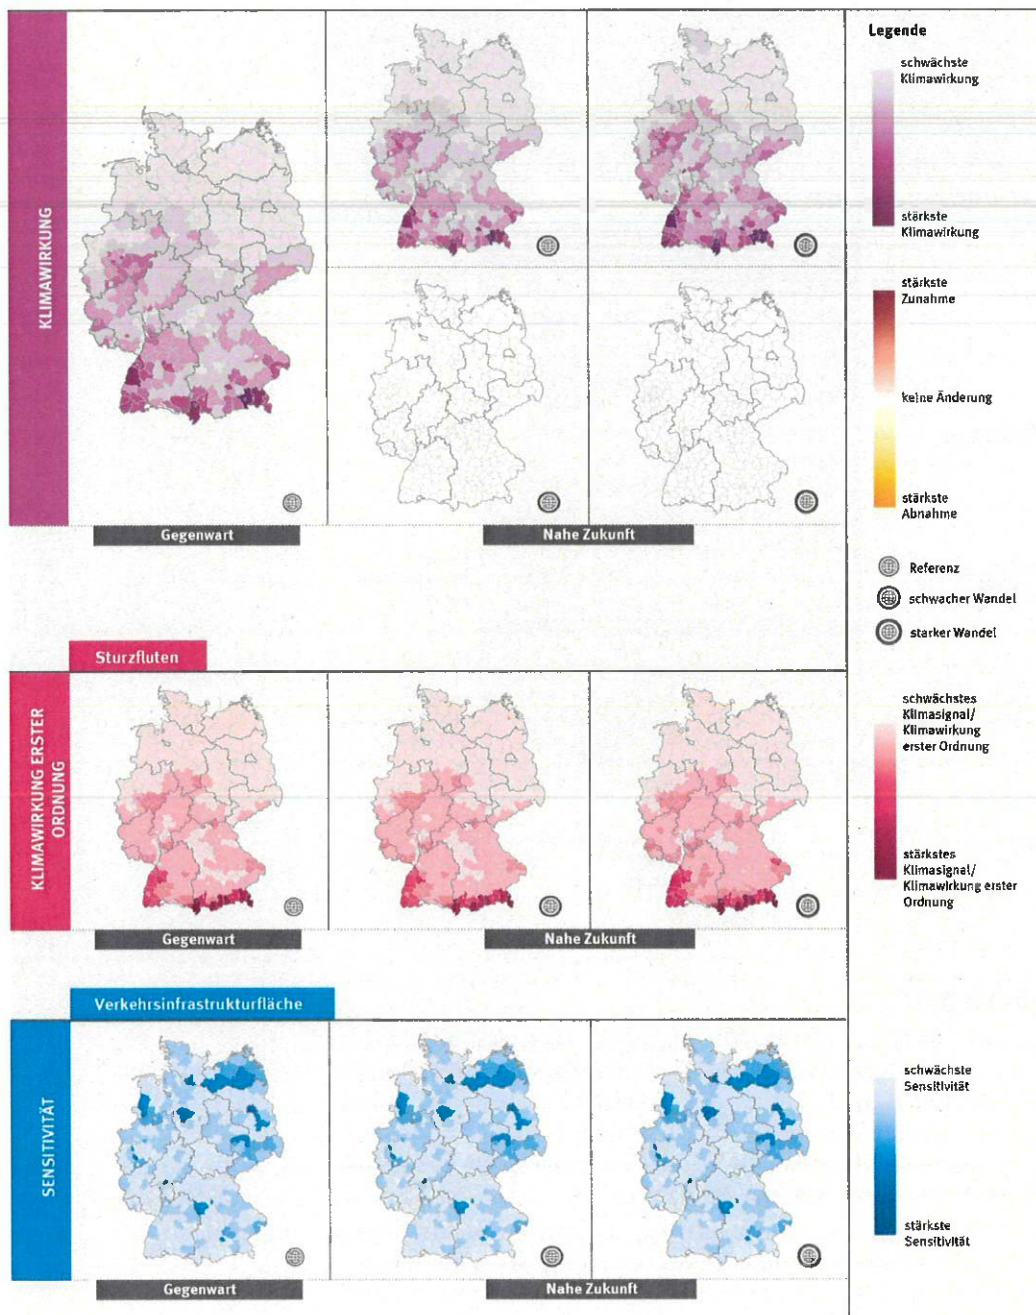 KLIMAWIRKUNG
Gegenwart
Nahe Zukunft
Sturzfluten
KLIMAWIRKUNG ERSTER
ORDNUNG
Gegenwart
Nahe Zukunft
Verkehrsinfrastrukturfläche
SENSITIVITÄT
Gegenwart
Nahe Zukunft
Legende
schwächste
Klimawirkung
stärkste
Klimawirkung
stärkste
Zunahme
keine Änderung
stärkste
Abnahme
Referenz
schwacher Wandel
starker Wandel
schwächstes
Klimasignal/
Klimawirkung
erster Ordnung
stärkstes
Klimasignal/
Klimawirkung erster
Ordnung
schwächste
Sensitivität
stärkste
Sensitivität